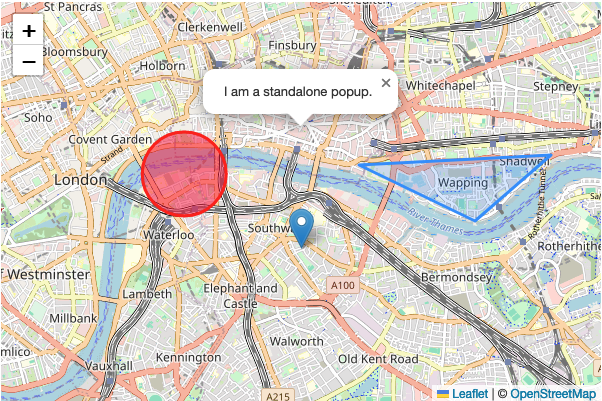 St Pancras
Clerkenwell
+
Finsbury
−
Bloomsbury
Holborn
I am a standalone popup.
×
Whitechapel
Stepney
Soho
Covent Garden
Strand
London
Shadwell
Wapping
River Thames
Rotherhithe Tunnel
Waterloo
Southw
Rotherhithe
Westminster
Bermondsey
Lambeth
Elephant and
Castle
A100
Millbank
Walworth
mlico
Kennington
Old Kent Road
Vauxhall
A215
Leaflet | © OpenStreetMap